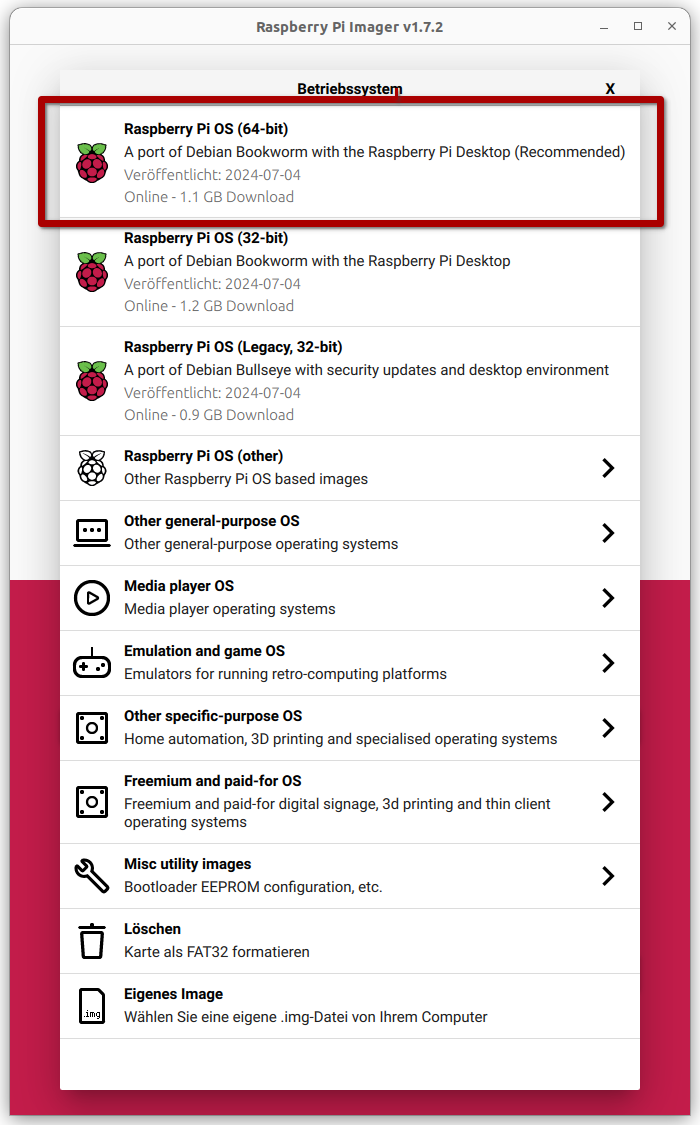 Raspberry Pi Imager v1.7.2
Betriebssystem
X
Raspberry Pi OS (64-bit)
A port of Debian Bookworm with the Raspberry Pi Desktop (Recommended)
Veröffentlicht: 2024-07-04
Online - 1.1 GB Download
Raspberry Pi OS (32-bit)
A port of Debian Bookworm with the Raspberry Pi Desktop
Veröffentlicht: 2024-07-04
Online - 1.2 GB Download
Raspberry Pi OS (Legacy, 32-bit)
A port of Debian Bullseye with security updates and desktop environment
Veröffentlicht: 2024-07-04
Online - 0.9 GB Download
Raspberry Pi OS (other)
Other Raspberry Pi OS based images
Other general-purpose OS
Other general-purpose operating systems
Media player OS
Media player operating systems
Emulation and game OS
Emulators for running retro-computing platforms
Other specific-purpose OS
Home automation, 3D printing and specialised operating systems
Freemium and paid-for OS
Freemium and paid-for digital signage, 3d printing and thin client
operating systems
Misc utility images
Bootloader EEPROM configuration, etc.
Löschen
Karte als FAT32 formatieren
Eigenes Image
.img
Wählen Sie eine eigene .img-Datei von Ihrem Computer